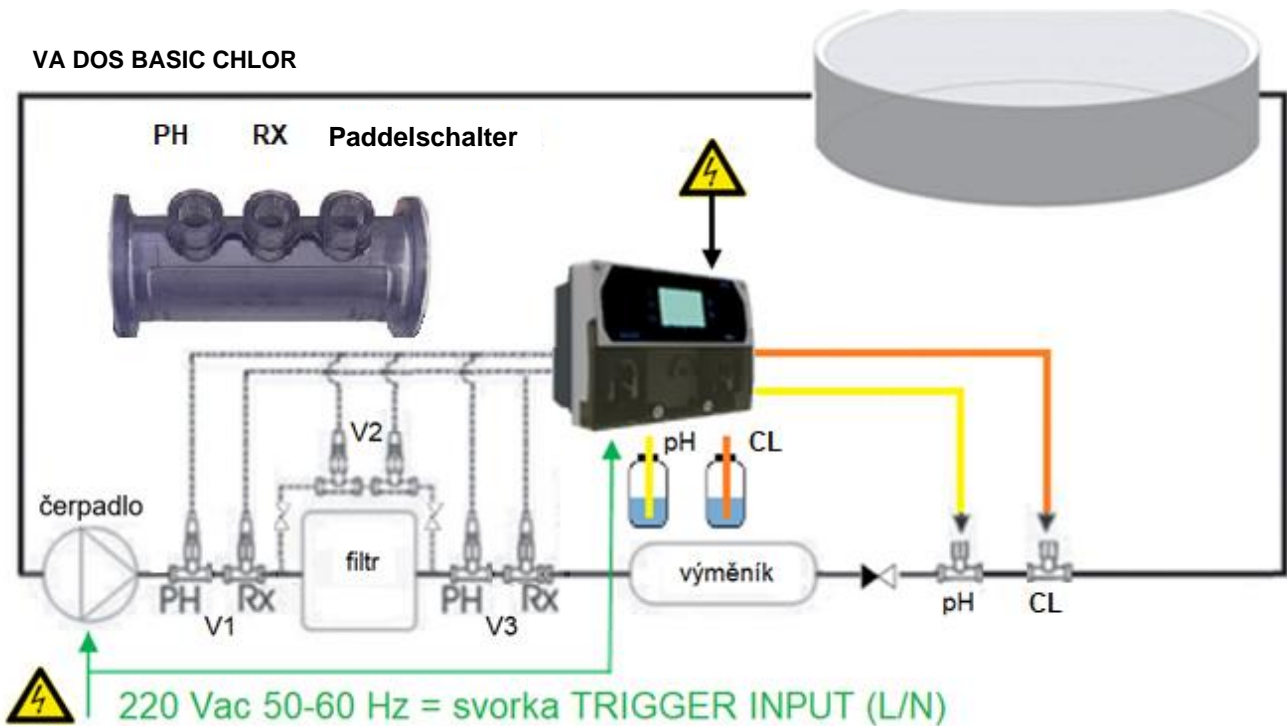 VA DOS BASIC CHLOR
PH RX Paddelschalter
V2
pH CL
čerpadlo
filtr
výměník
PH Rx
V1
PH Rx
V3
pH CL
220 Vac 50-60 Hz = svorka TRIGGER INPUT (L/N)